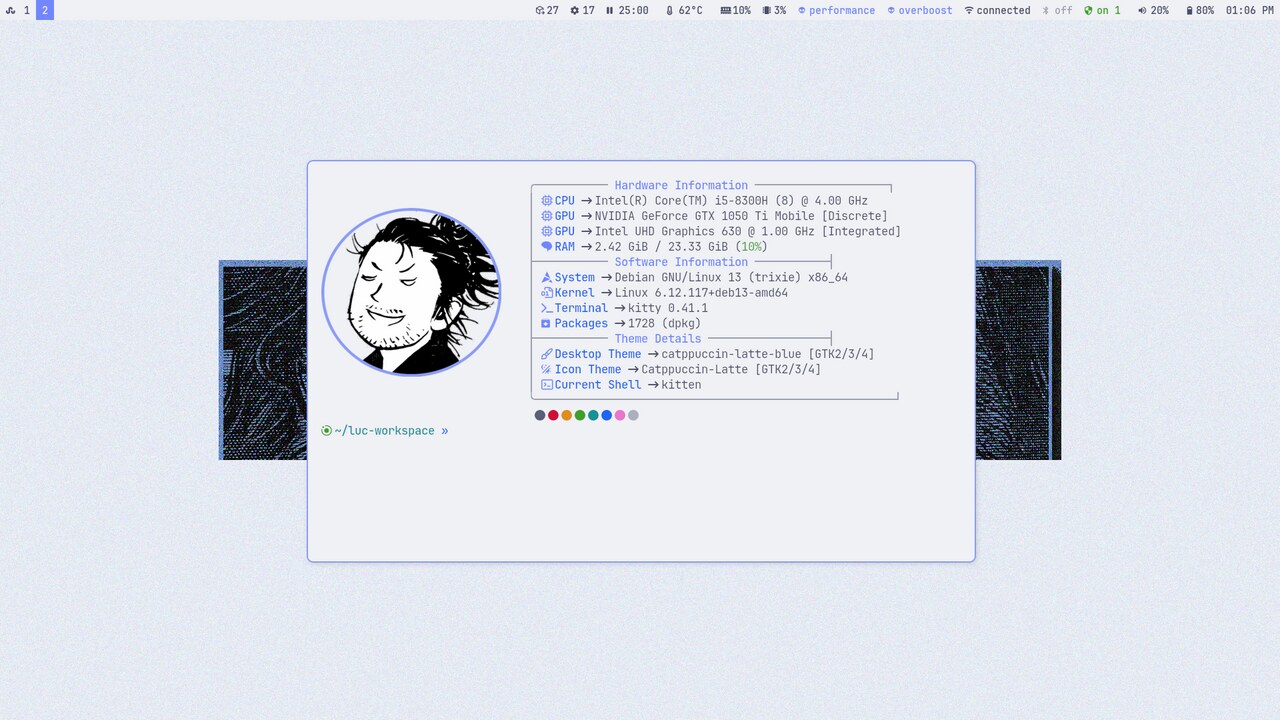 1 2 27 17 25:00 62°C 10% 3% performance overboost connected off on 1 20% 80% 01:06 PM
Hardware Information
CPU → Intel(R) Core(TM) i5-8300H (8) @ 4.00 GHz
GPU → NVIDIA GeForce GTX 1050 Ti Mobile [Discrete]
GPU → Intel UHD Graphics 630 @ 1.00 GHz [Integrated]
RAM → 2.42 GiB / 23.33 GiB (10%)
Software Information
System → Debian GNU/Linux 13 (trixie) x86_64
Kernel → Linux 6.12.117+deb13-amd64
Terminal → kitty 0.41.1
Packages → 1728 (dpkg)
Theme Details
Desktop Theme → catppuccin-latte-blue [GTK2/3/4]
Icon Theme → Catppuccin-Latte [GTK2/3/4]
Current Shell → kitten
~/luc-workspace »